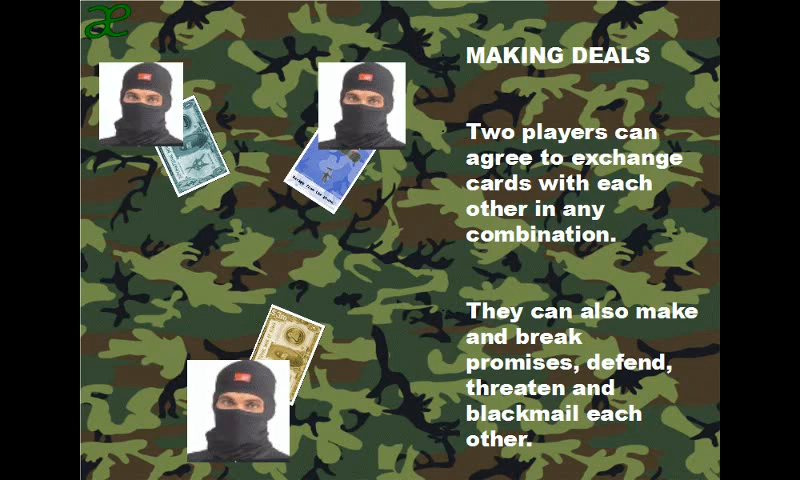 Æ
MAKING DEALS
Two players can
agree to exchange
cards with each
other in any
combination.
They can also make
and break
promises, defend,
threaten and
blackmail each
other.